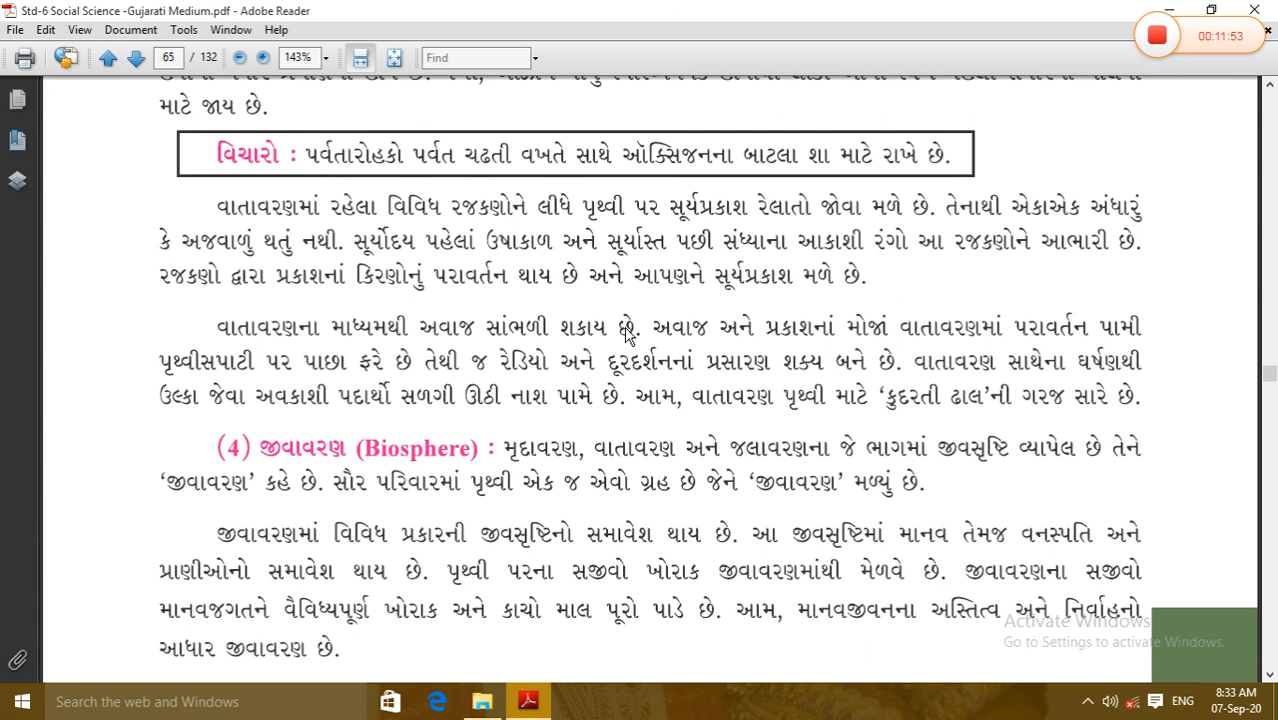 Std-6 Social Science -Gujarati Medium.pdf - Adobe Reader
File Edit View Document Tools Window Help
00:11:53
65 / 132 143% Find
માટે જાય છે.
વિચારો : પર્વતારોહકો પર્વત ચઢતી વખતે સાથે ઑક્સિજનના બાટલા શા માટે રાખે છે.
વાતાવરણમાં રહેલા વિવિધ રજકણોને લીધે પૃથ્વી પર સૂર્યપ્રકાશ રેલાતો જોવા મળે છે. તેનાથી એકાએક અંધારું
કે અજવાળું થતું નથી. સૂર્યોદય પહેલાં ઉષાકાળ અને સૂર્યાસ્ત પછી સંધ્યાના આકાશી રંગો આ રજકણોને આભારી છે.
રજકણો દ્વારા પ્રકાશનાં કિરણોનું પરાવર્તન થાય છે અને આપણને સૂર્યપ્રકાશ મળે છે.
વાતાવરણના માધ્યમથી અવાજ સાંભળી શકાય છે. અવાજ અને પ્રકાશનાં મોજાં વાતાવરણમાં પરાવર્તન પામી
પૃથ્વીસપાટી પર પાછા ફરે છે તેથી જ રેડિયો અને દૂરદર્શનનાં પ્રસારણ શક્ય બને છે. વાતાવરણ સાથેના ઘર્ષણથી
ઉલ્કા જેવા અવકાશી પદાર્થો સળગી ઊઠી નાશ પામે છે. આમ, વાતાવરણ પૃથ્વી માટે ‘કુદરતી ઢાલ’ની ગરજ સારે છે.
(4) જીવાવરણ (Biosphere) : મૃદાવરણ, વાતાવરણ અને જલાવરણના જે ભાગમાં જીવસૃષ્ટિ વ્યાપેલ છે તેને
‘જીવાવરણ’ કહે છે. સૌર પરિવારમાં પૃથ્વી એક જ એવો ગ્રહ છે જેને ‘જીવાવરણ’ મળ્યું છે.
જીવાવરણમાં વિવિધ પ્રકારની જીવસૃષ્ટિનો સમાવેશ થાય છે. આ જીવસૃષ્ટિમાં માનવ તેમજ વનસ્પતિ અને
પ્રાણીઓનો સમાવેશ થાય છે. પૃથ્વી પરના સજીવો ખોરાક જીવાવરણમાંથી મેળવે છે. જીવાવરણના સજીવો
માનવજગતને વૈવિધ્યપૂર્ણ ખોરાક અને કાચો માલ પૂરો પાડે છે. આમ, માનવજીવનના અસ્તિત્વ અને નિર્વાહનો
આધાર જીવાવરણ છે.
Activate Windows
Go to Settings to activate Windows.
Search the web and Windows
ENG
8:33 AM
07-Sep-20